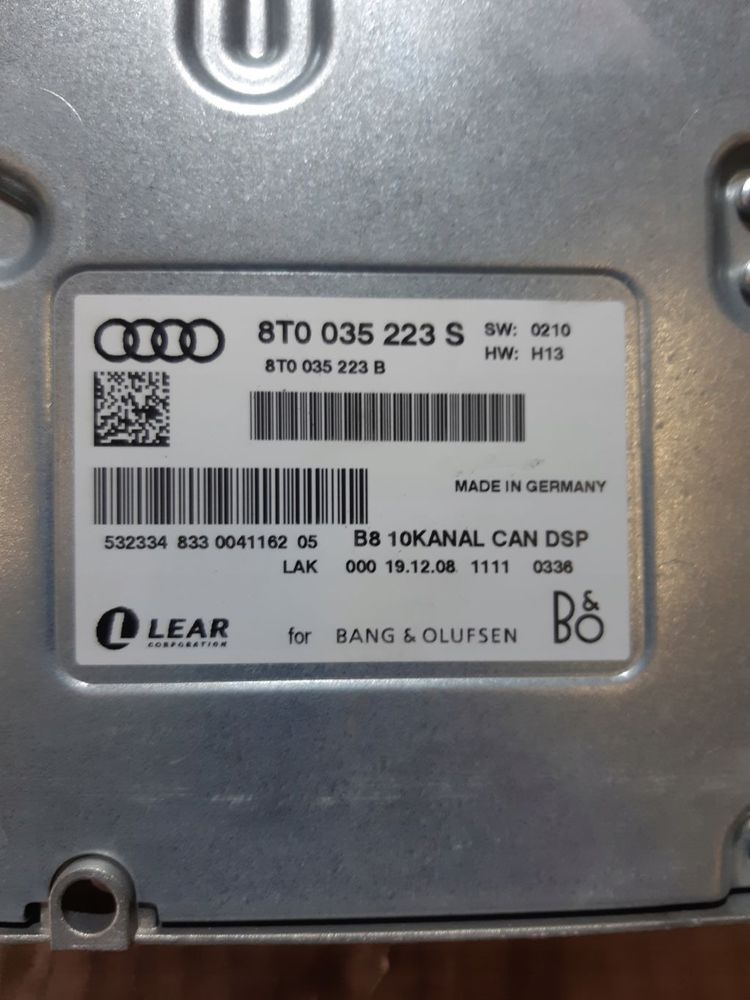 8T0 035 223 S SW: 0210
8T0 035 223 B HW: H13
MADE IN GERMANY
532334 833 0041162 05 B8 10KANAL CAN DSP
LAK 000 19.12.08 1111 0336
LEAR for BANG & OLUFSEN B&O
CORPORATION